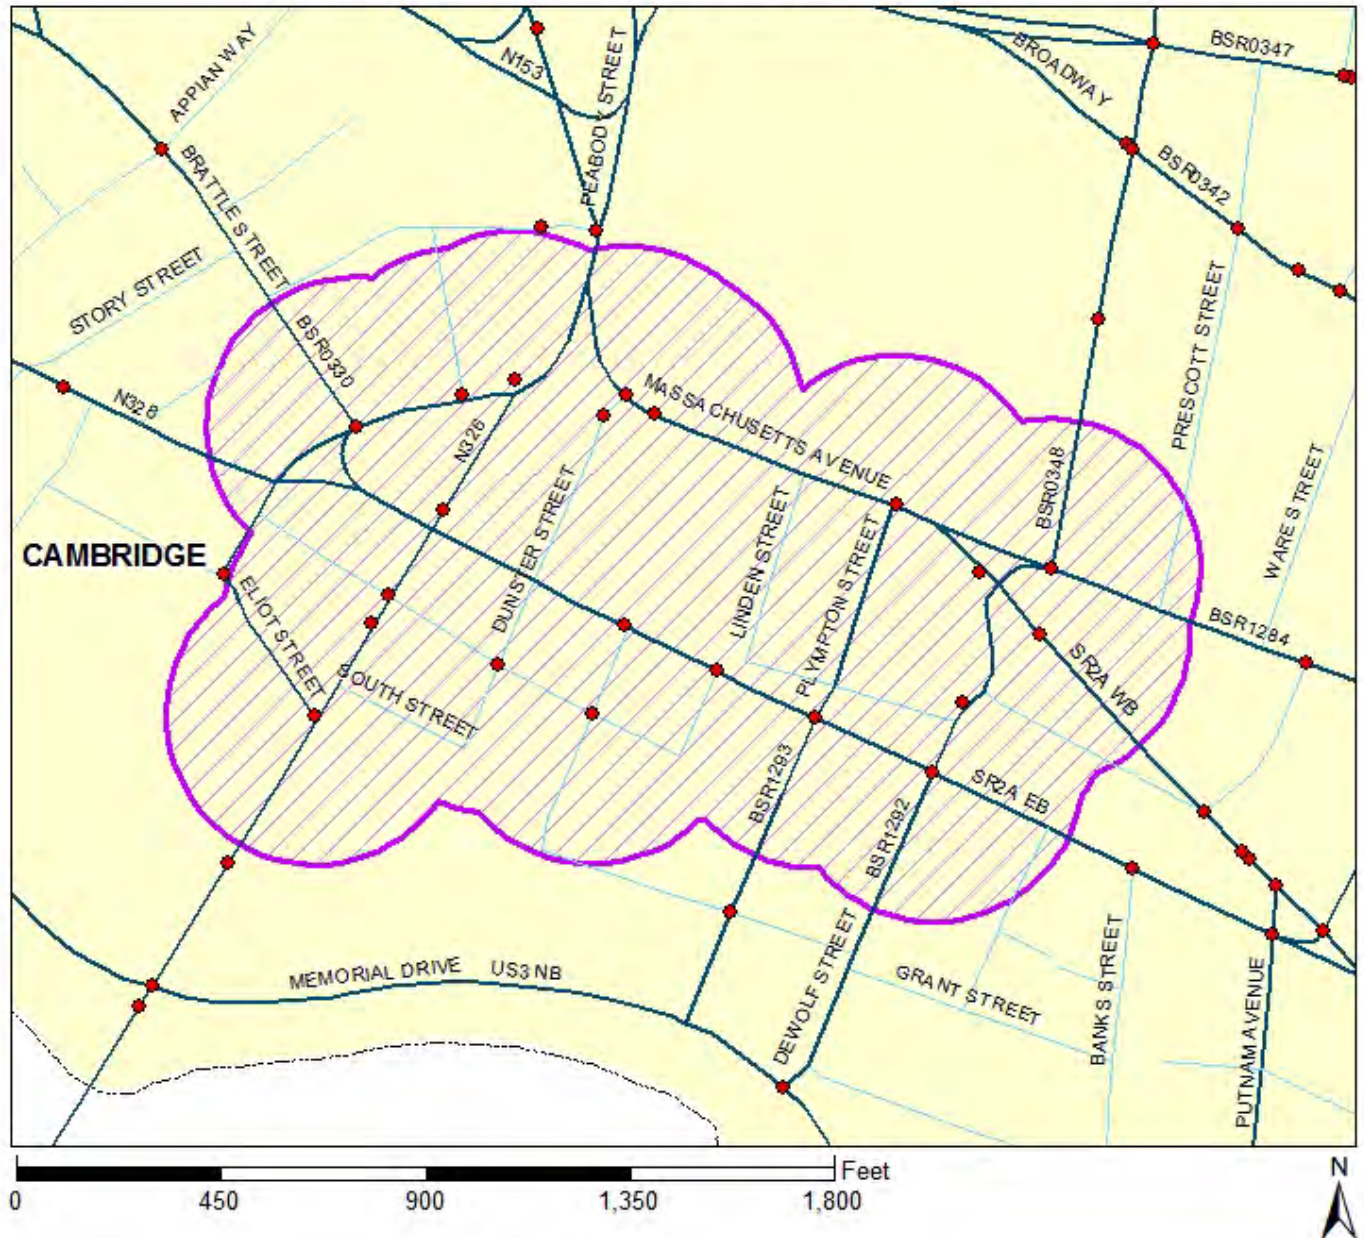 BSR0347
APPIAN WAY
N153
PEABODY STREET
BROADWAY
BSR0342
BRATTLE STREET
STORY STREET
PRESCOTT STREET
BSR0330
N328
MASSACHUSETTS AVENUE
N326
BSR0348
WARE STREET
DUNSTER STREET
LINDEN STREET
PLYMPTON STREET
CAMBRIDGE
ELIOT STREET
BSR1284
SR2A WB
SOUTH STREET
BSR1293
SR2A EB
BSR1292
MEMORIAL DRIVE
US3 NB
DEWOLF STREET
GRANT STREET
BANKS STREET
PUTNAM AVENUE
Feet
N
0 450 900 1,350 1,800